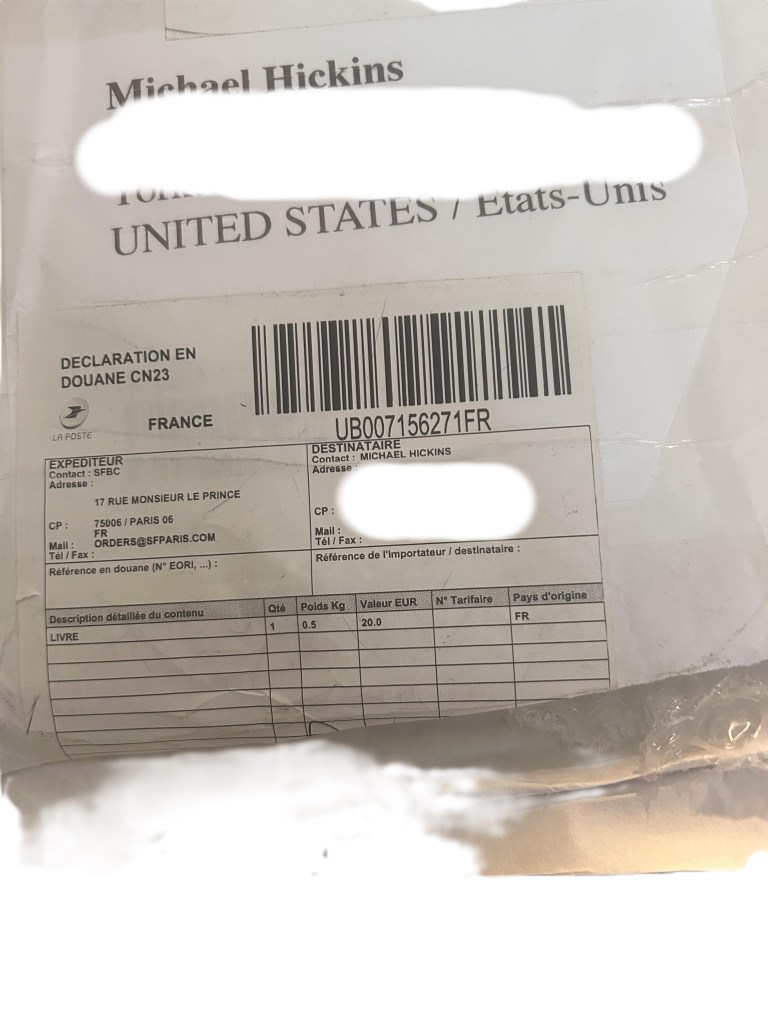 Michael Hickins
UNITED STATES / Etats-Unis
DECLARATION EN
DOUANE CN23
LA POSTE
FRANCE
UB007156271FR
EXPEDITEUR
Contact : SFBC
Adresse :
17 RUE MONSIEUR LE PRINCE
CP : 75006 / PARIS 06
FR
Mail : ORDERS@SFPARIS.COM
Tél / Fax :
Référence en douane (N° EORI, ...) :
DESTINATAIRE
Contact : MICHAEL HICKINS
Adresse :
CP :
Mail :
Tél / Fax :
Référence de l'importateur / destinataire :
Description détaillée du contenu Qté Poids Kg Valeur EUR N° Tarifaire Pays d'origine
LIVRE 1 0.5 20.0 FR